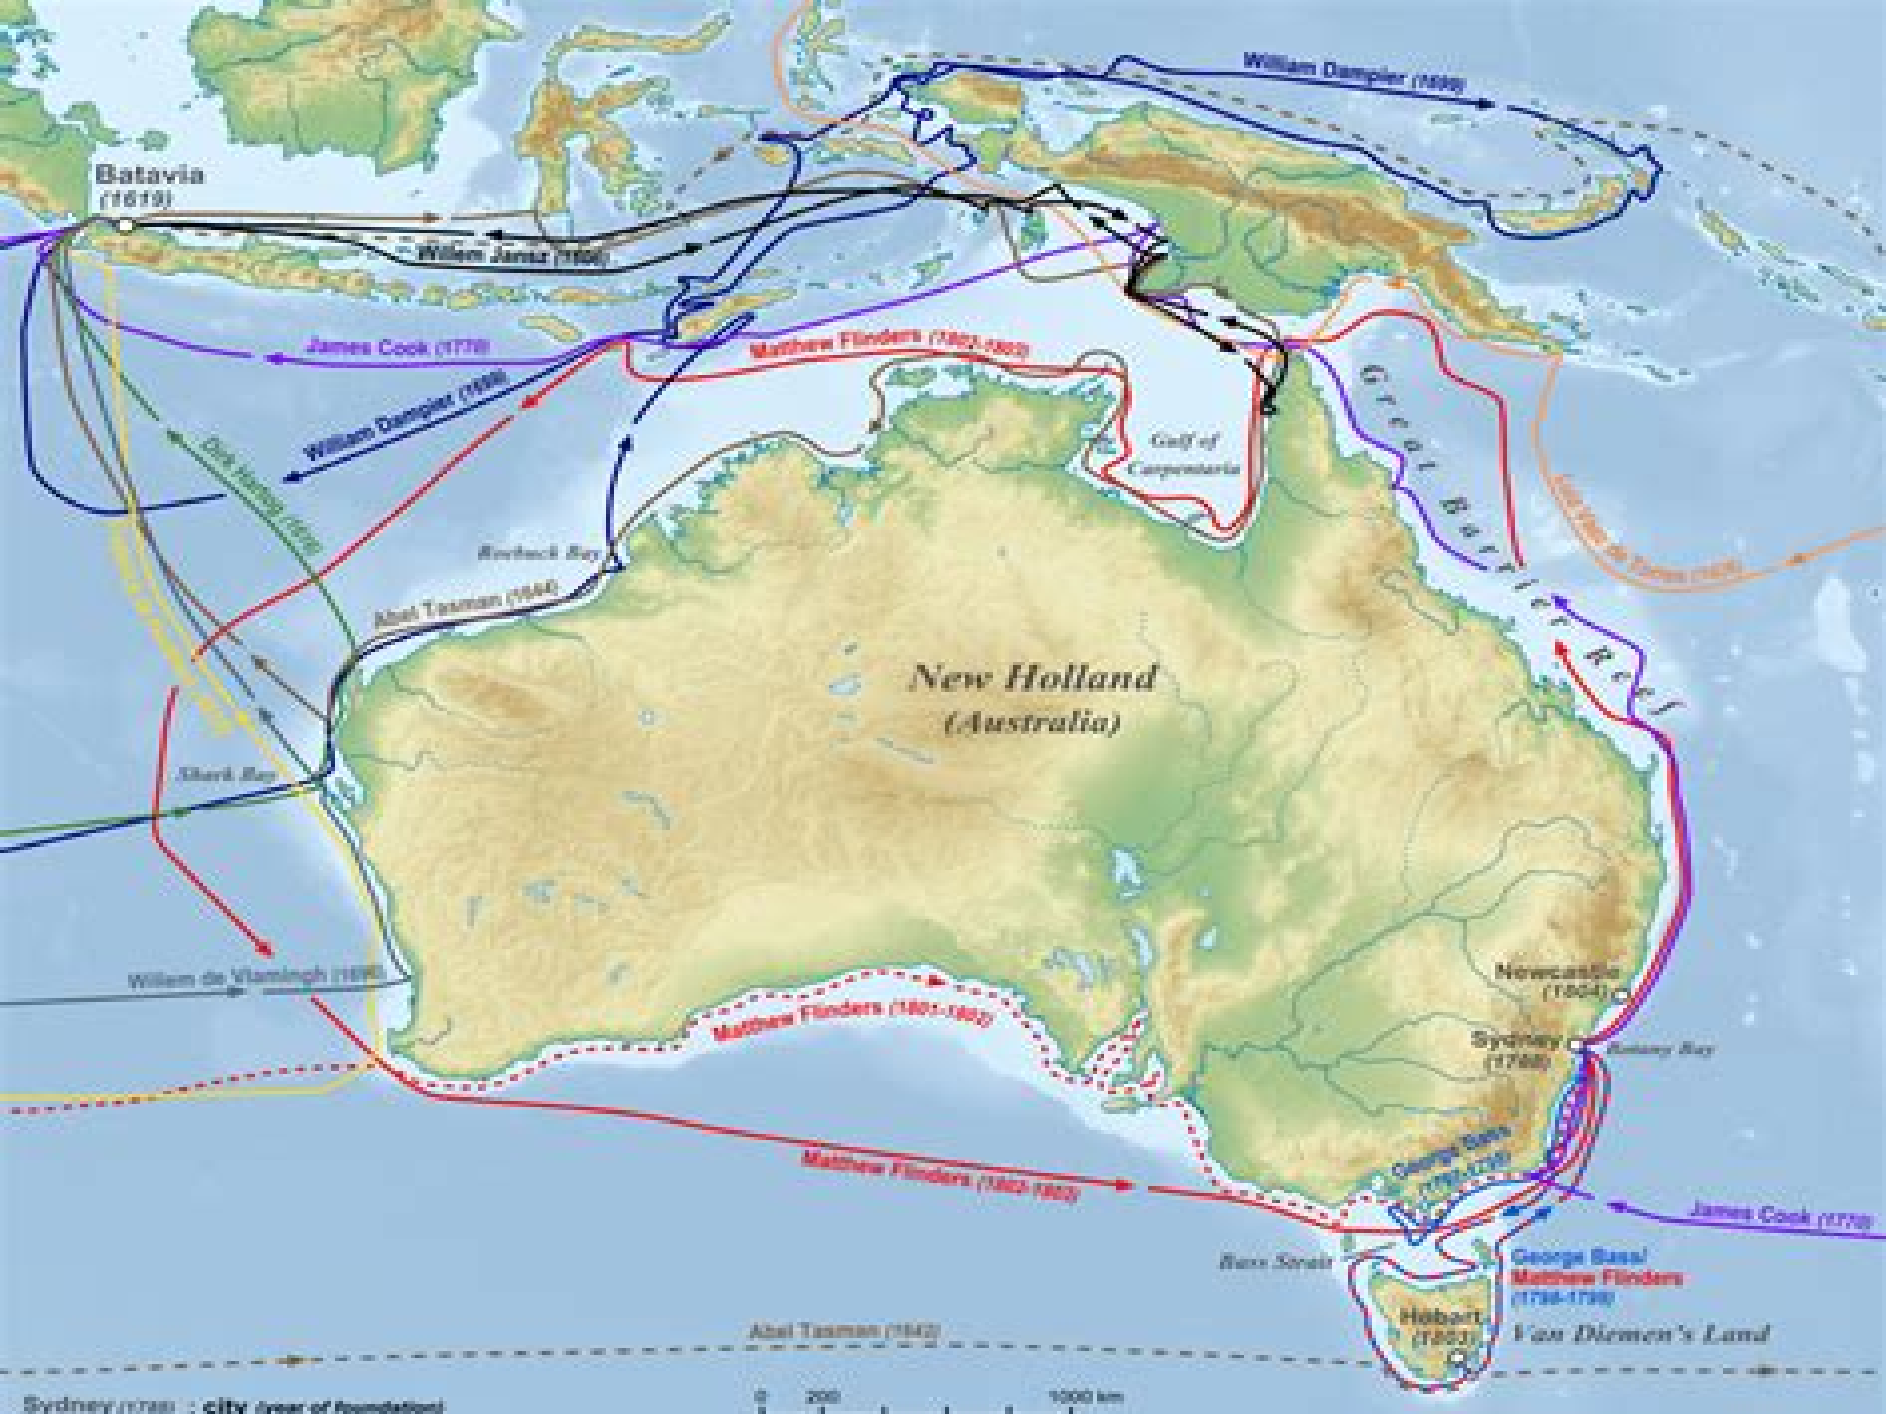 William Dampier (1699)
Batavia
(1619)
Willem Jansz (1606)
James Cook (1770)
Matthew Flinders (1802-1803)
William Dampier (1699)
Great Barrier Reef
Dirk Hartog (1616)
Gulf of
Carpentaria
Luis Vaez de Torres (1606)
Roebuck Bay
Abel Tasman (1644)
New Holland
(Australia)
Shark Bay
Willem de Vlamingh (1696)
Newcastle
(1804)
Matthew Flinders (1801-1802)
Sydney
(1788)
Botany Bay
George Bass
Matthew Flinders (1802-1803)
James Cook (1770)
Bass Strait
George Bass/
Matthew Flinders
(1798-1799)
Hobart
(1803)
Van Diemen's Land
Abel Tasman (1642)
0 200 1000 km
Sydney (1788) : city (year of foundation)